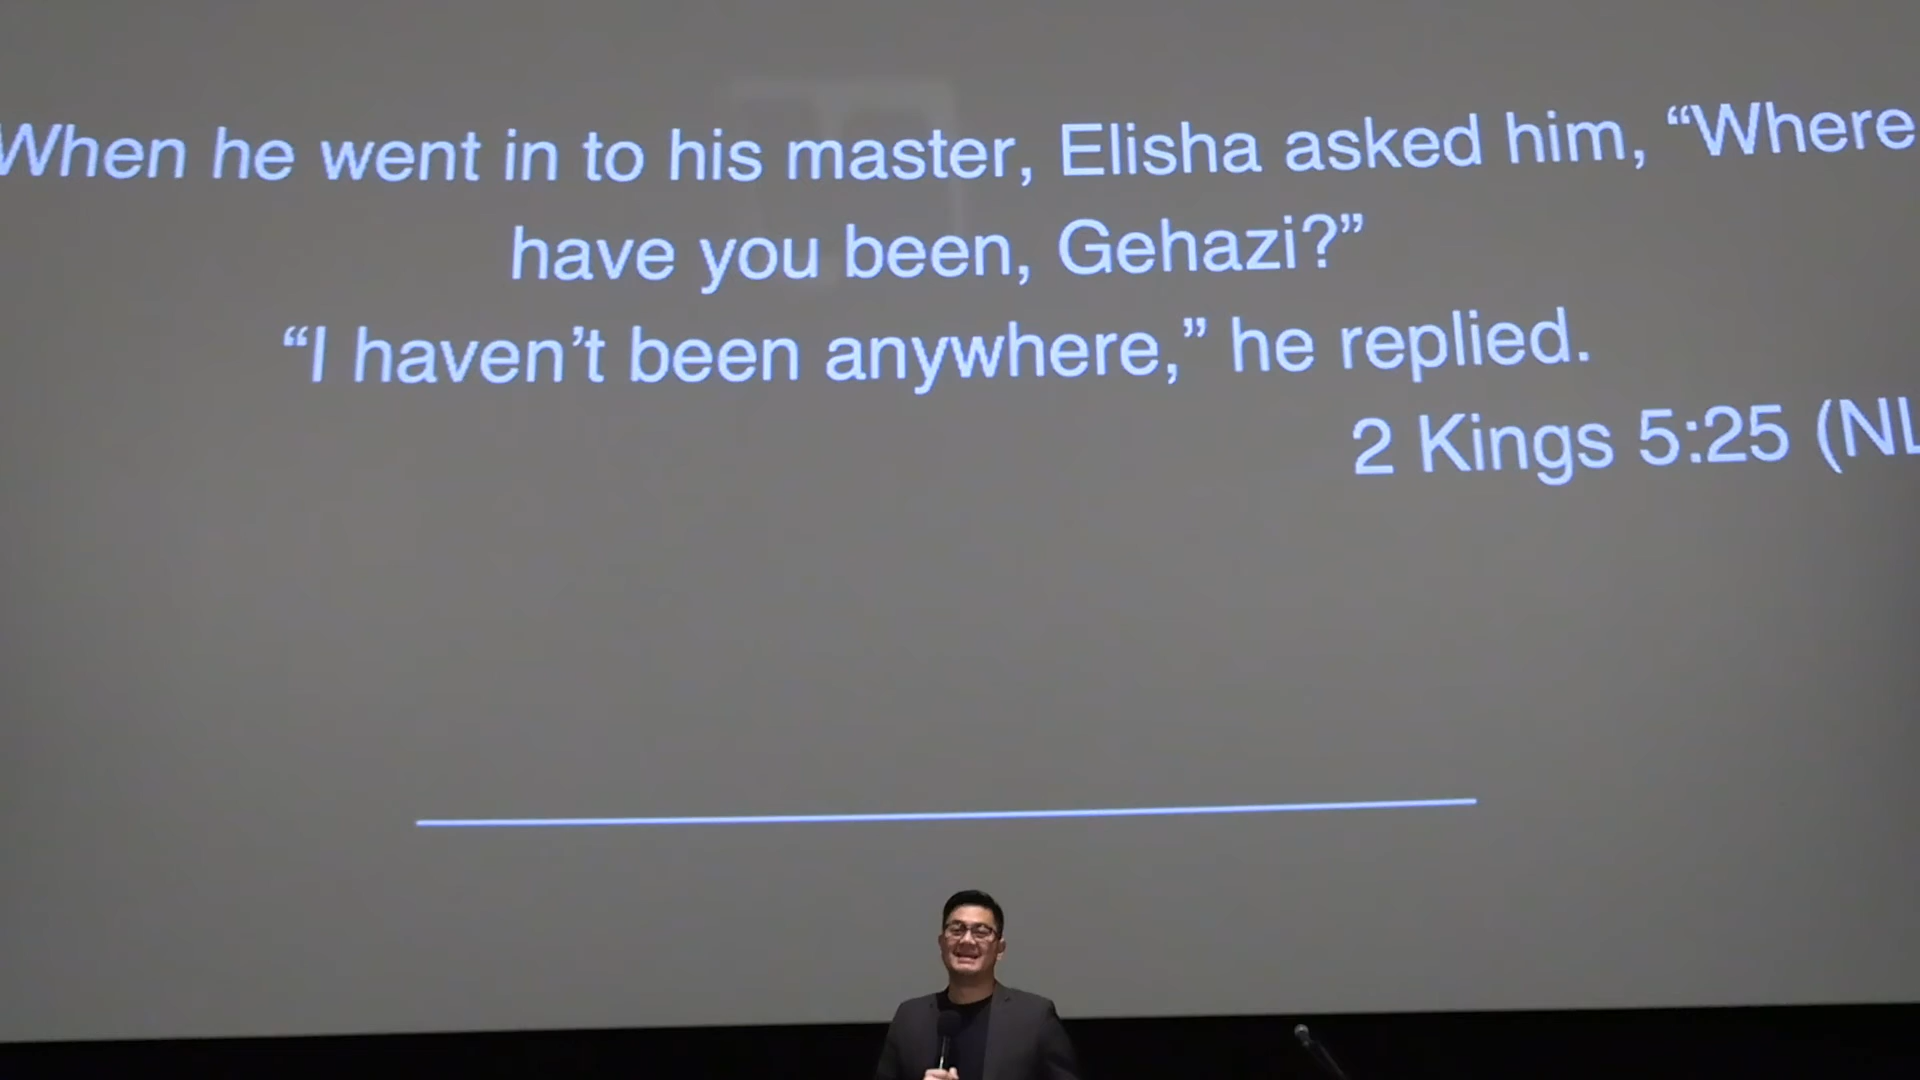 When he went in to his master, Elisha asked him, “Where
have you been, Gehazi?”
“I haven’t been anywhere,” he replied.
2 Kings 5:25 (NL